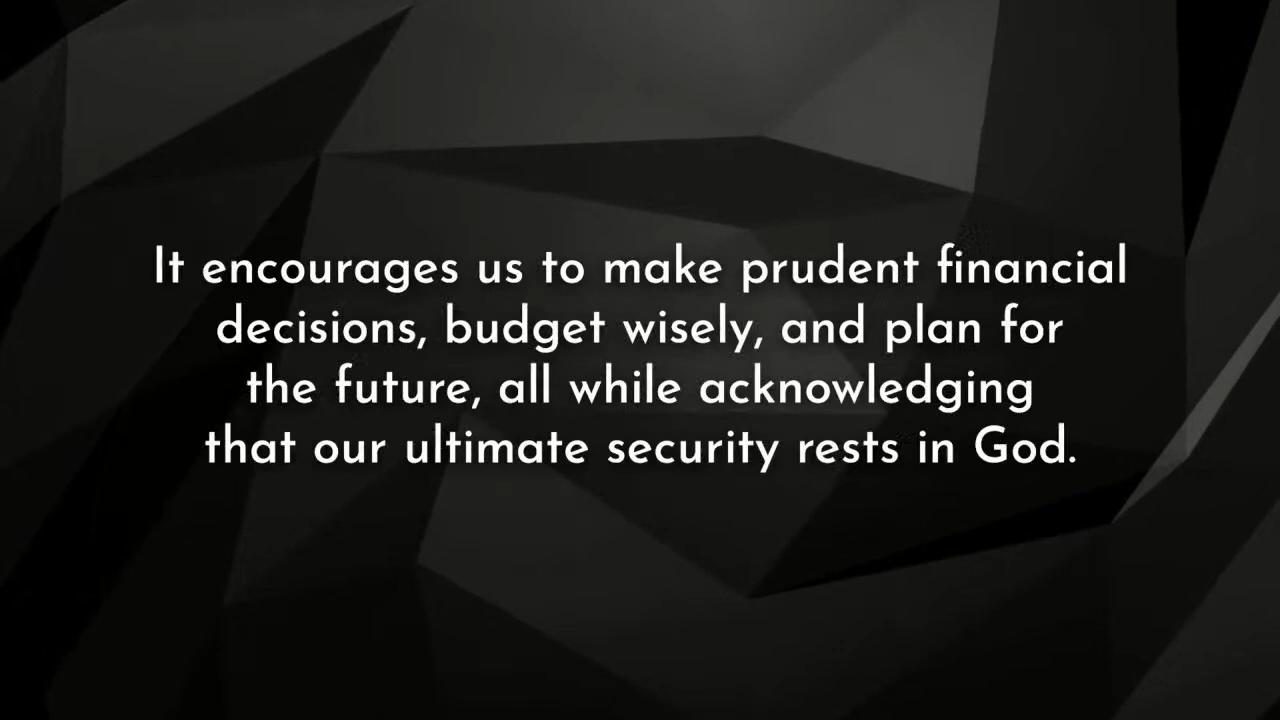 It encourages us to make prudent financial
decisions, budget wisely, and plan for
the future, all while acknowledging
that our ultimate security rests in God.